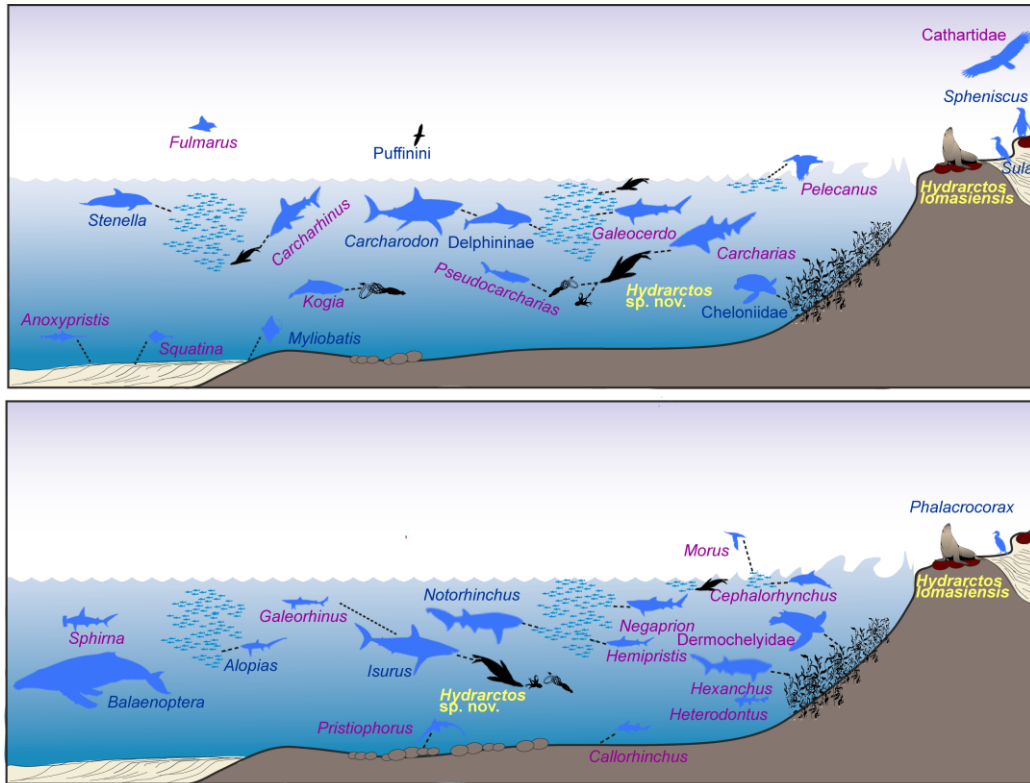 Cathartidae
Spheniscus
Fulmarus
Puffinini
Sula
Pelecanus
Hydrarctos
lomasiensis
Stenella
Carcharhinus
Carcharodon
Delphininae
Galeocerdo
Carcharias
Pseudocarcharias
Kogia
Hydrarctos
sp. nov.
Cheloniidae
Anoxypristis
Squatina
Myliobatis
Phalacrocorax
Morus
Hydrarctos
lomasiensis
Cephalorhynchus
Notorhinchus
Galeorhinus
Negaprion
Sphirna
Dermochelyidae
Hemipristis
Alopias
Isurus
Hexanchus
Balaenoptera
Hydrarctos
sp. nov.
Heterodontus
Pristiophorus
Callorhinchus